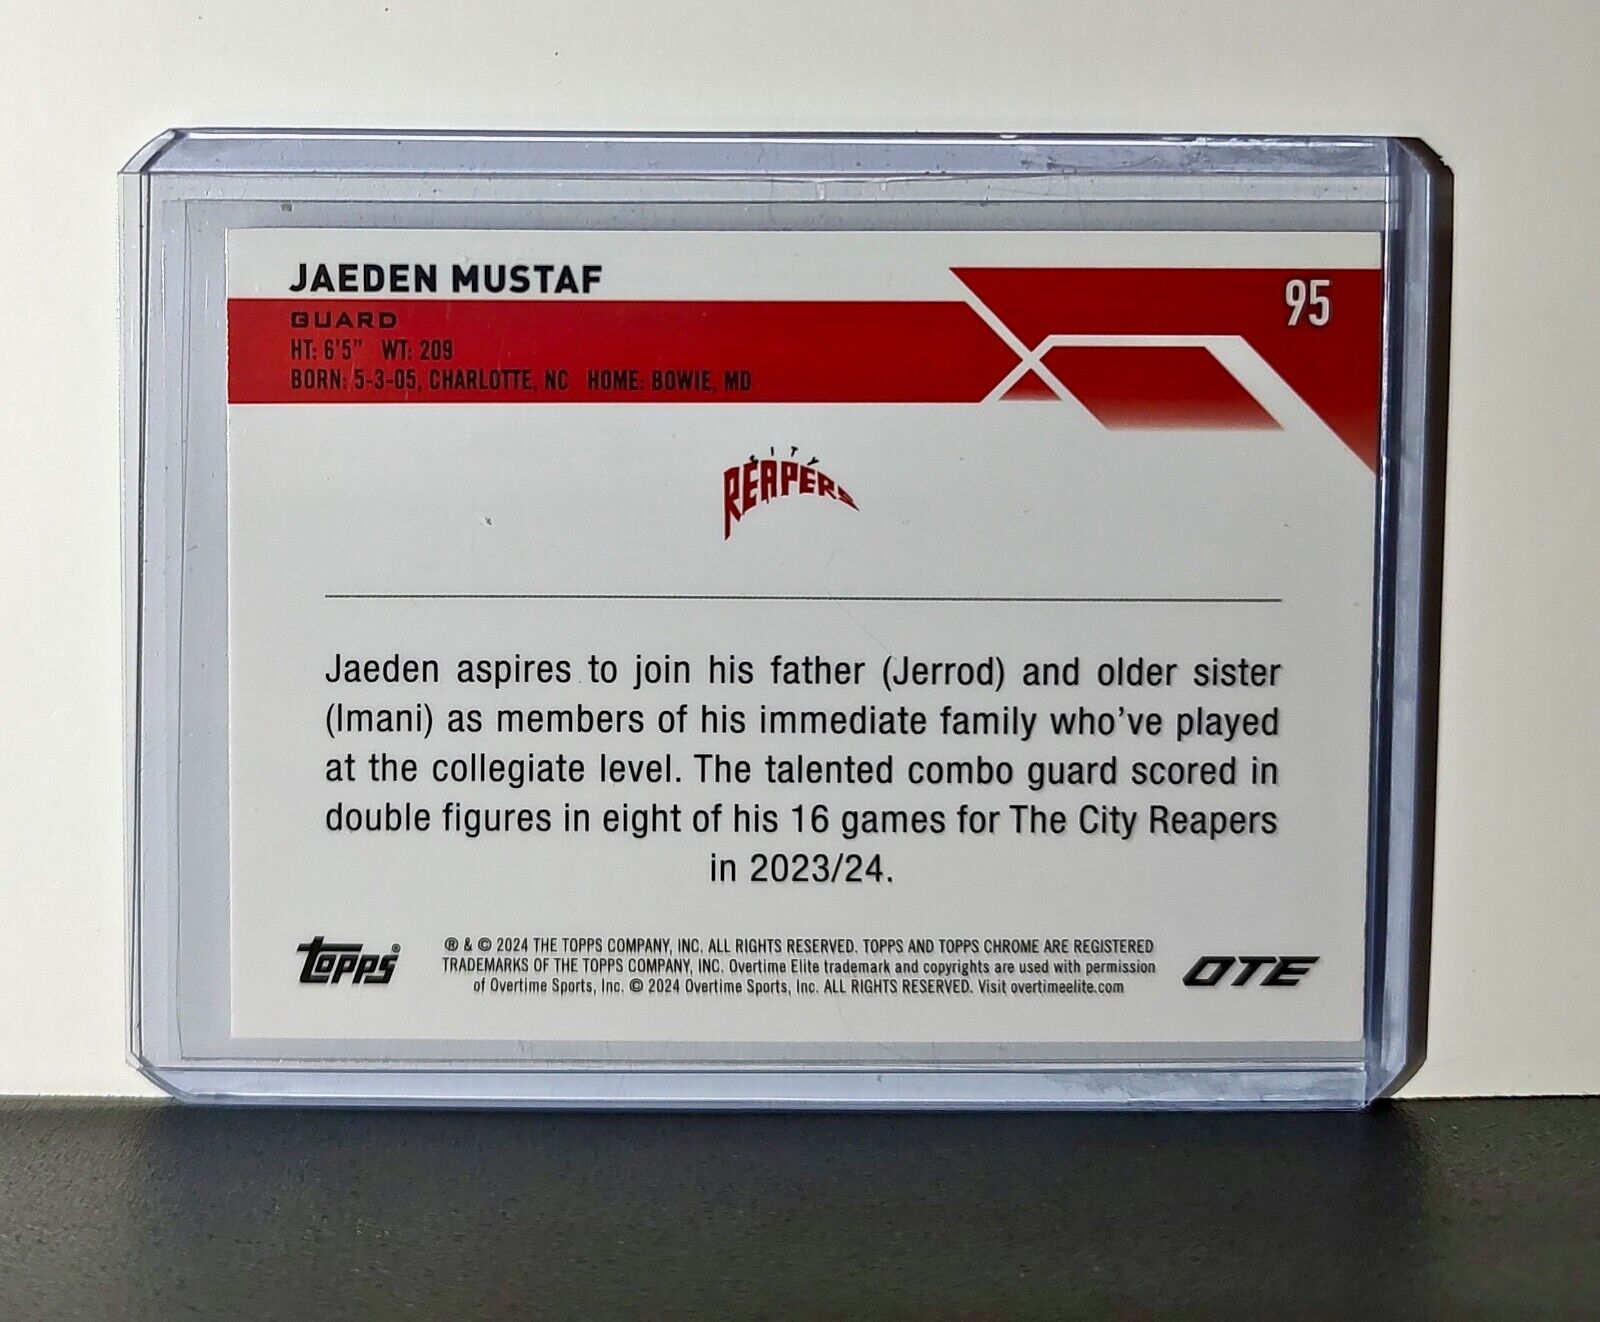 JAEDEN MUSTAF
95
GUARD
HT: 6'5" WT: 209
BORN: 5-3-05, CHARLOTTE, NC HOME: BOWIE, MD
CITY
REAPERS
Jaeden aspires to join his father (Jerrod) and older sister
(Imani) as members of his immediate family who've played
at the collegiate level. The talented combo guard scored in
double figures in eight of his 16 games for The City Reapers
in 2023/24.
topps®
® & © 2024 THE TOPPS COMPANY, INC. ALL RIGHTS RESERVED. TOPPS AND TOPPS CHROME ARE REGISTERED
TRADEMARKS OF THE TOPPS COMPANY, INC. Overtime Elite trademark and copyrights are used with permission
of Overtime Sports, Inc. © 2024 Overtime Sports, Inc. ALL RIGHTS RESERVED. Visit overtimeelite.com
OTE